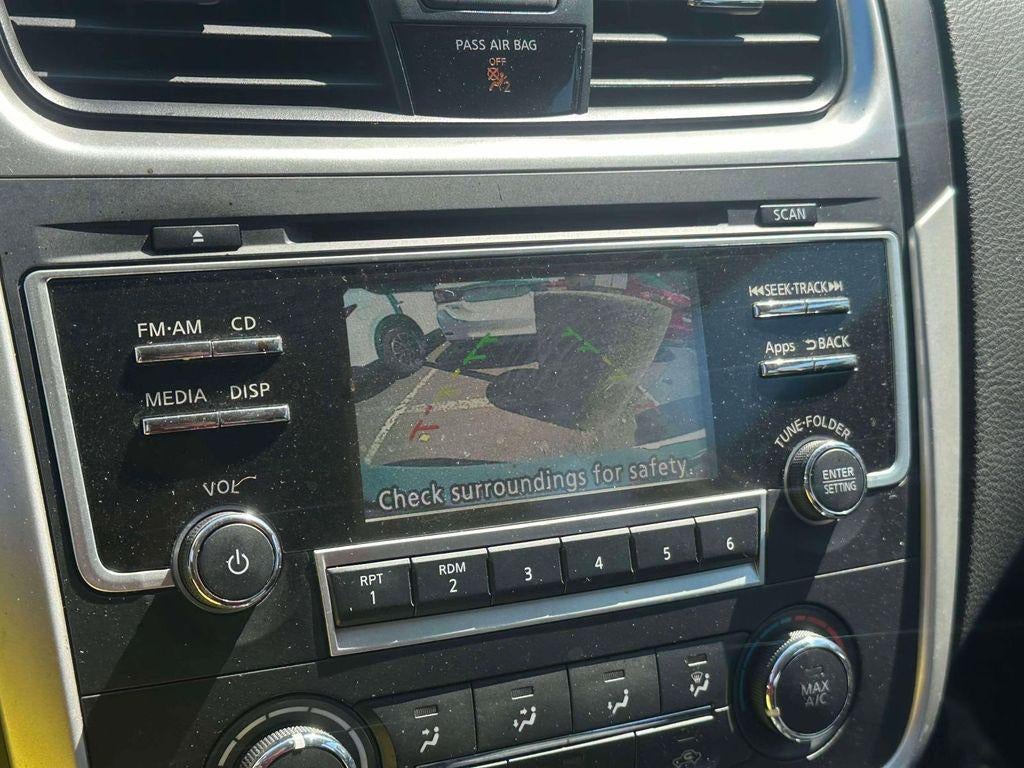 PASS AIR BAG
OFF
2
SCAN
SEEK·TRACK
FM·AM CD
Apps BACK
MEDIA DISP
TUNE·FOLDER
ENTER
SETTING
Check surroundings for safety.
VOL
RPT
1
RDM
2
3
4
5
6
MAX
A/C